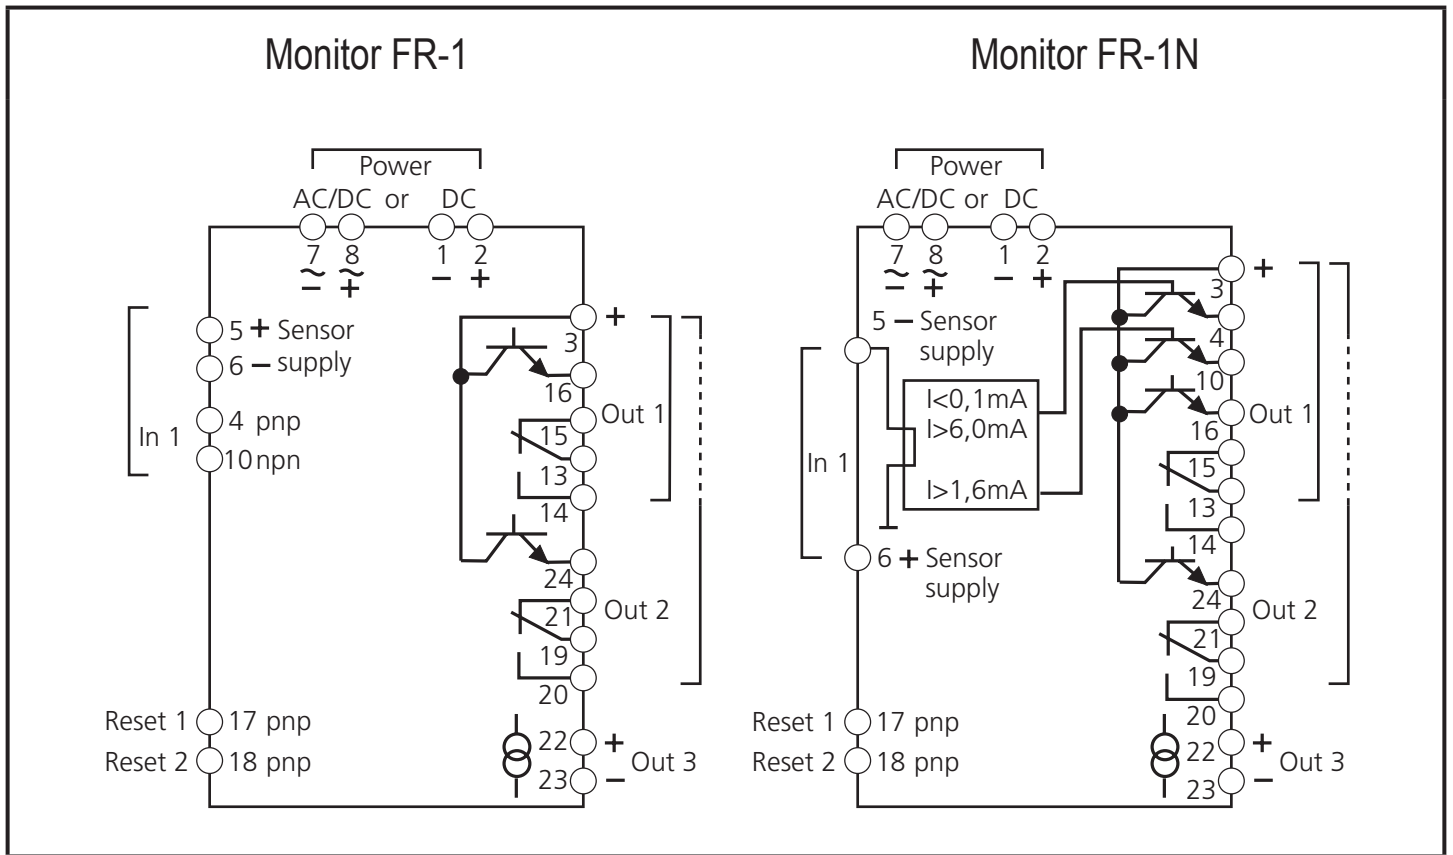 Monitor FR-1
Power
AC/DC or DC
7 8 1 2
~ ~ − +
− +
5 + Sensor
6 − supply
In 1
4 pnp
10 npn
+
3
16
Out 1
15
13
14
24
Out 2
21
19
20
Reset 1 17 pnp
Reset 2 18 pnp
22 +
Out 3
23 −
Monitor FR-1N
Power
AC/DC or DC
7 8 1 2
~ ~ − +
− +
5 − Sensor
supply
In 1
I<0,1mA
I>6,0mA
I>1,6mA
6 + Sensor
supply
+
3
4
10
Out 1
16
15
13
14
24
Out 2
21
19
20
Reset 1 17 pnp
Reset 2 18 pnp
22 +
Out 3
23 −